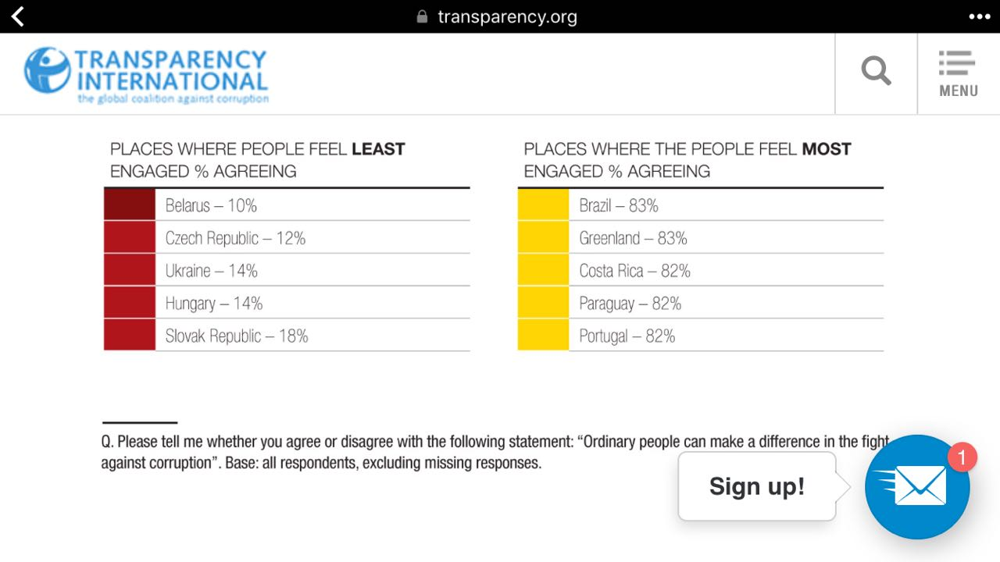 transparency.org
TRANSPARENCY
INTERNATIONAL
the global coalition against corruption
MENU
PLACES WHERE PEOPLE FEEL LEAST
ENGAGED % AGREEING
Belarus – 10%
Czech Republic – 12%
Ukraine – 14%
Hungary – 14%
Slovak Republic – 18%
PLACES WHERE THE PEOPLE FEEL MOST
ENGAGED % AGREEING
Brazil – 83%
Greenland – 83%
Costa Rica – 82%
Paraguay – 82%
Portugal – 82%
Q. Please tell me whether you agree or disagree with the following statement: “Ordinary people can make a difference in the fight
against corruption”. Base: all respondents, excluding missing responses.
Sign up!
1